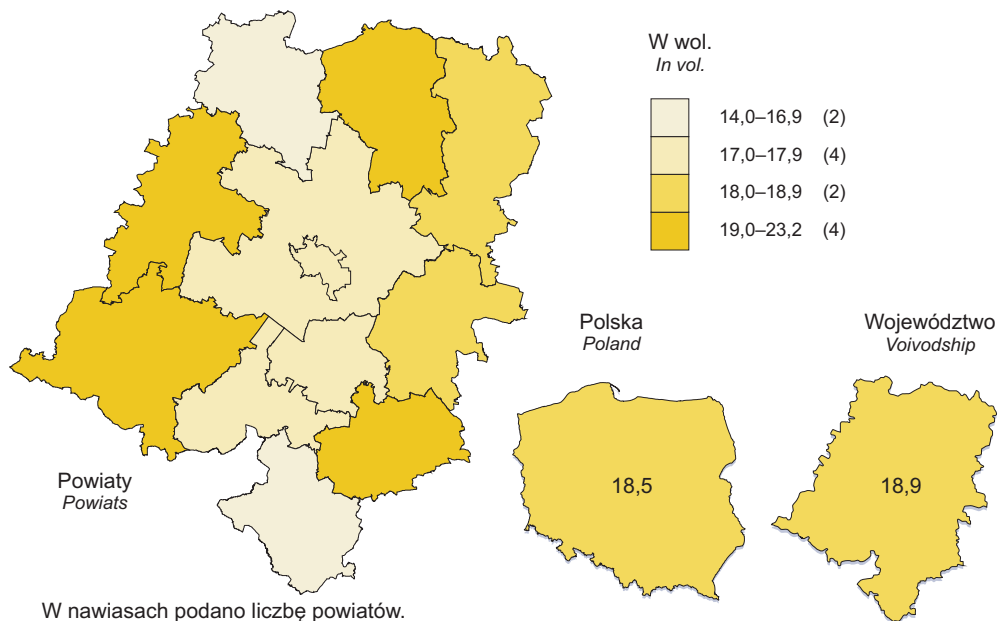 W wol.
In vol.
14,0–16,9 (2)
17,0–17,9 (4)
18,0–18,9 (2)
19,0–23,2 (4)
Polska
Poland
Województwo
Voivodship
18,5
18,9
Powiaty
Powiats
W nawiasach podano liczbę powiatów.